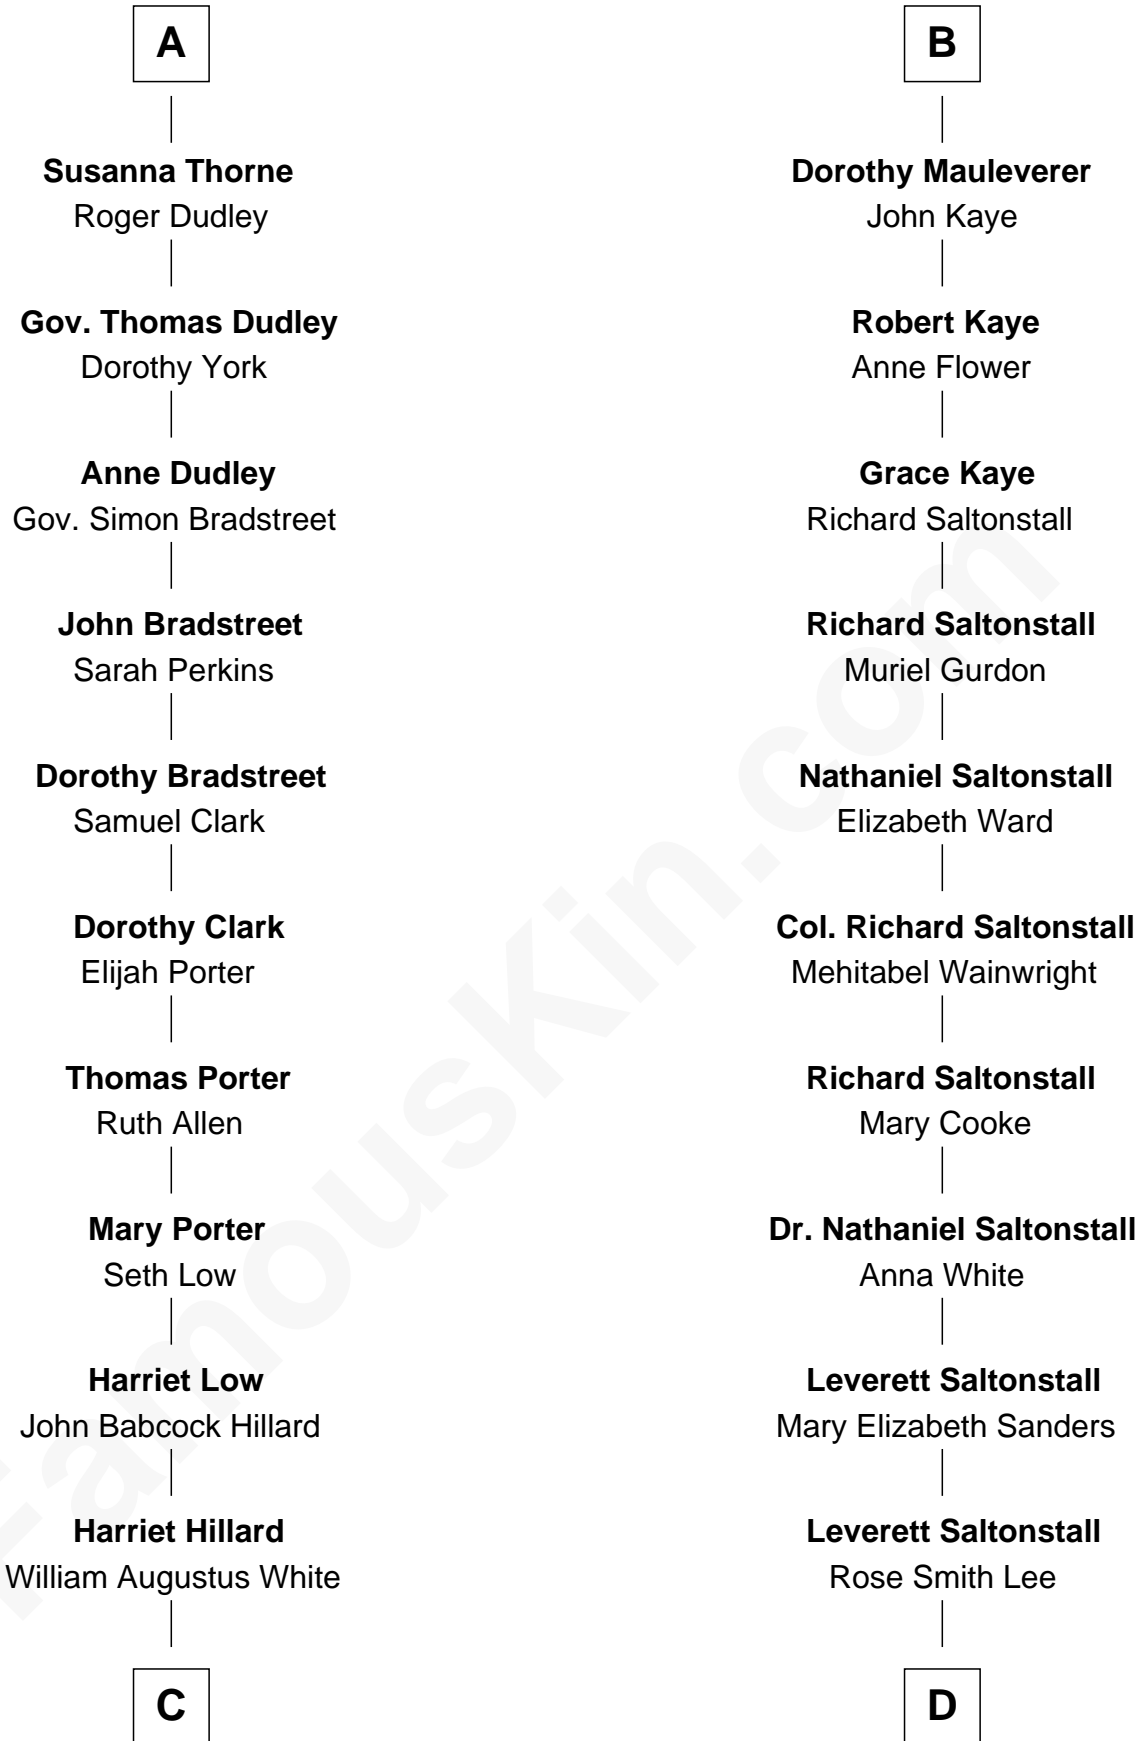 A
Susanna Thorne
Roger Dudley
Gov. Thomas Dudley
Dorothy York
Anne Dudley
Gov. Simon Bradstreet
John Bradstreet
Sarah Perkins
Dorothy Bradstreet
Samuel Clark
Dorothy Clark
Elijah Porter
Thomas Porter
Ruth Allen
Mary Porter
Seth Low
Harriet Low
John Babcock Hillard
Harriet Hillard
William Augustus White
C
B
Dorothy Mauleverer
John Kaye
Robert Kaye
Anne Flower
Grace Kaye
Richard Saltonstall
Richard Saltonstall
Muriel Gurdon
Nathaniel Saltonstall
Elizabeth Ward
Col. Richard Saltonstall
Mehitabel Wainwright
Richard Saltonstall
Mary Cooke
Dr. Nathaniel Saltonstall
Anna White
Leverett Saltonstall
Mary Elizabeth Sanders
Leverett Saltonstall
Rose Smith Lee
D
FamousKin.com